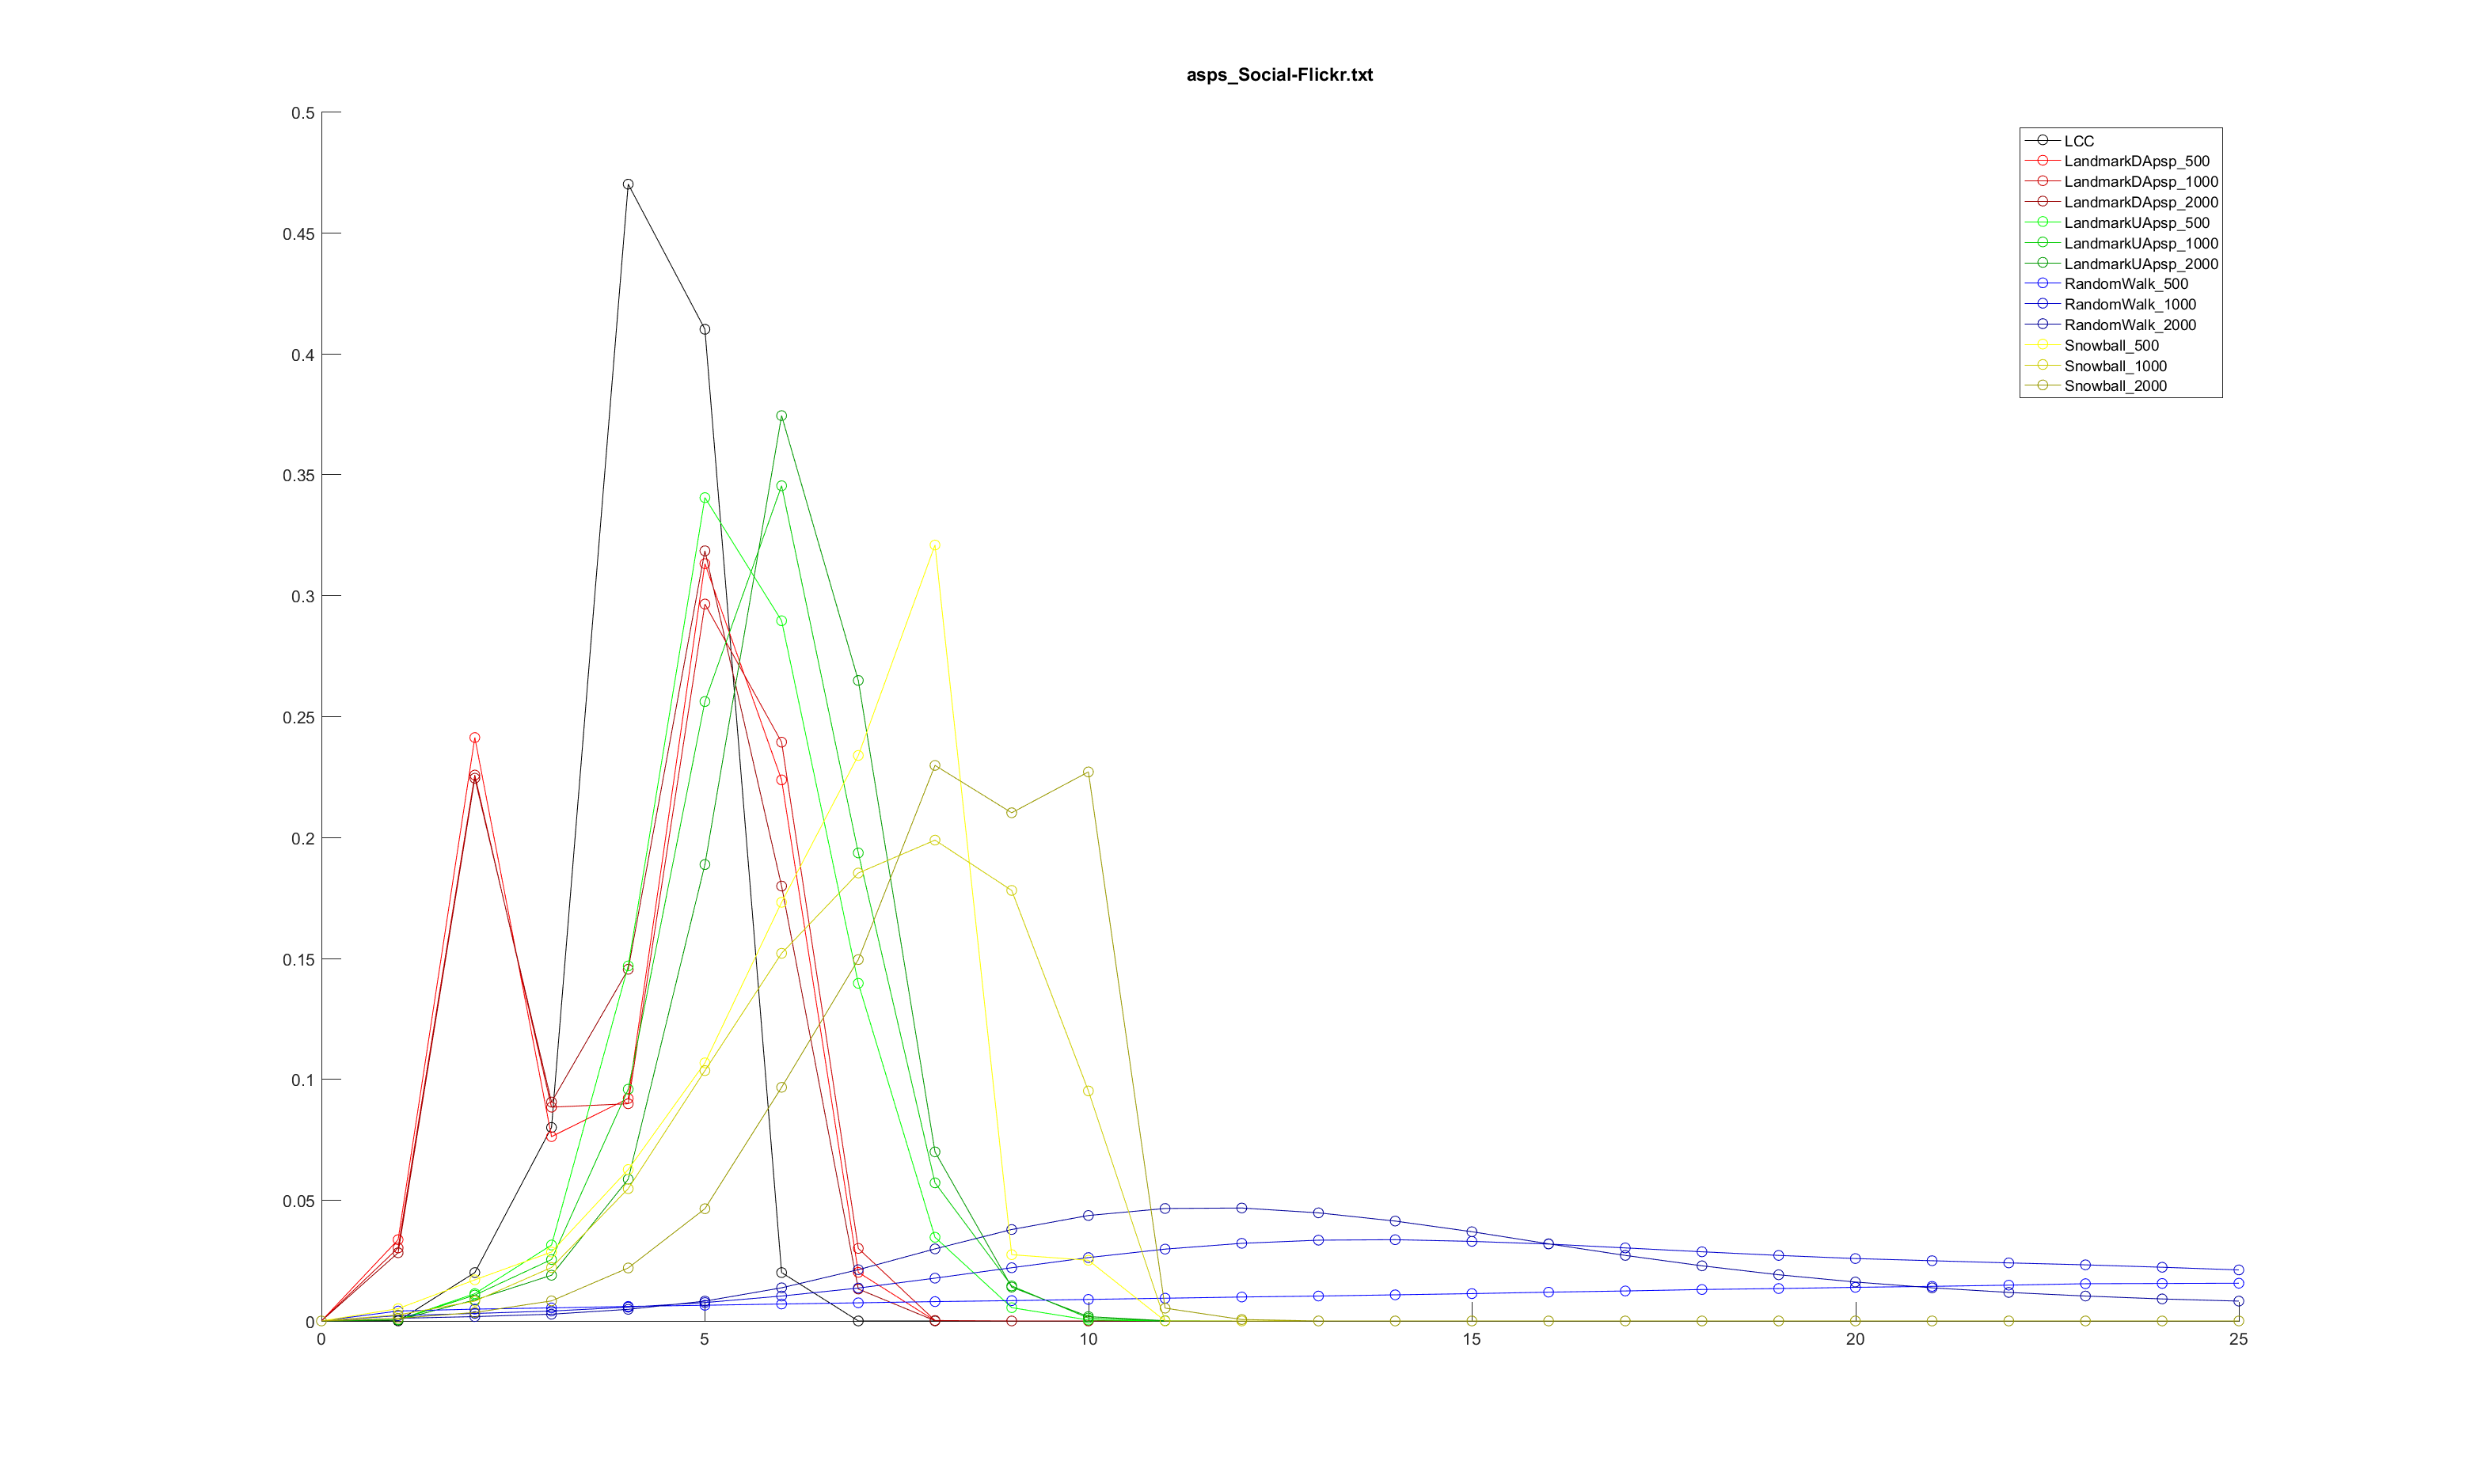 asps_Social-Flickr.txt
0.5
0.45
0.4
0.35
0.3
0.25
0.2
0.15
0.1
0.05
0
0 5 10 15 20 25
LCC
LandmarkDApsp_500
LandmarkDApsp_1000
LandmarkDApsp_2000
LandmarkUApsp_500
LandmarkUApsp_1000
LandmarkUApsp_2000
RandomWalk_500
RandomWalk_1000
RandomWalk_2000
Snowball_500
Snowball_1000
Snowball_2000